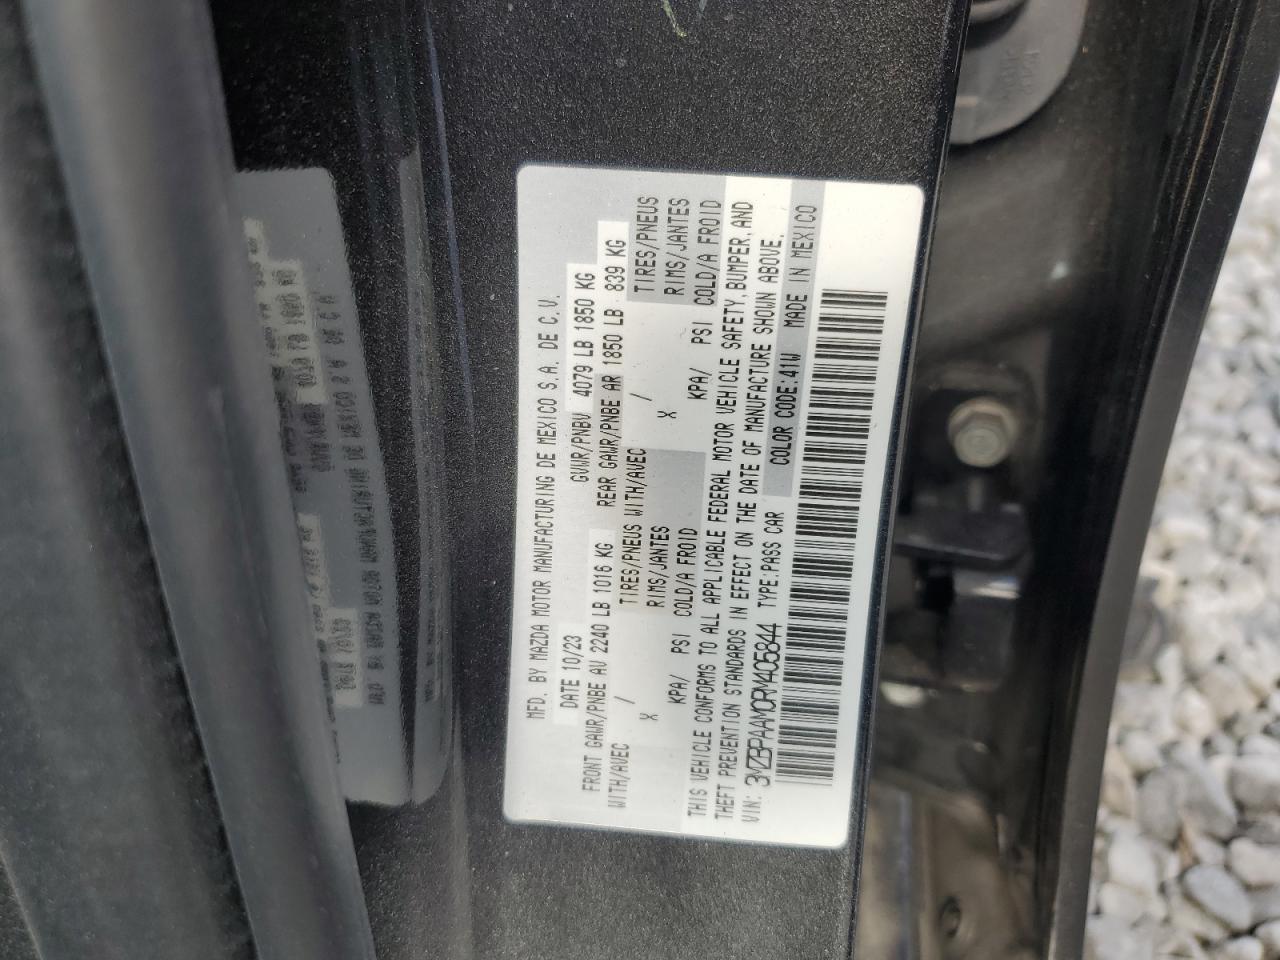 MFD. BY MAZDA MOTOR MANUFACTURING DE MEXICO S.A. DE C.V.
DATE 10/23 GVWR/PNBV 4079 LB 1850 KG
FRONT GAWR/PNBE AV 2240 LB 1016 KG REAR GAWR/PNBE AR 1850 LB 839 KG
WITH/AVEC / TIRES/PNEUS WITH/AVEC / TIRES/PNEUS
X RIMS/JANTES X RIMS/JANTES
KPA/ PSI COLD/A FROID KPA/ PSI COLD/A FROID
THIS VEHICLE CONFORMS TO ALL APPLICABLE FEDERAL MOTOR VEHICLE SAFETY, BUMPER, AND
THEFT PREVENTION STANDARDS IN EFFECT ON THE DATE OF MANUFACTURE SHOWN ABOVE.
VIN: 3MZBPAAM0RM405844 TYPE:PASS CAR COLOR CODE:41W MADE IN MEXICO